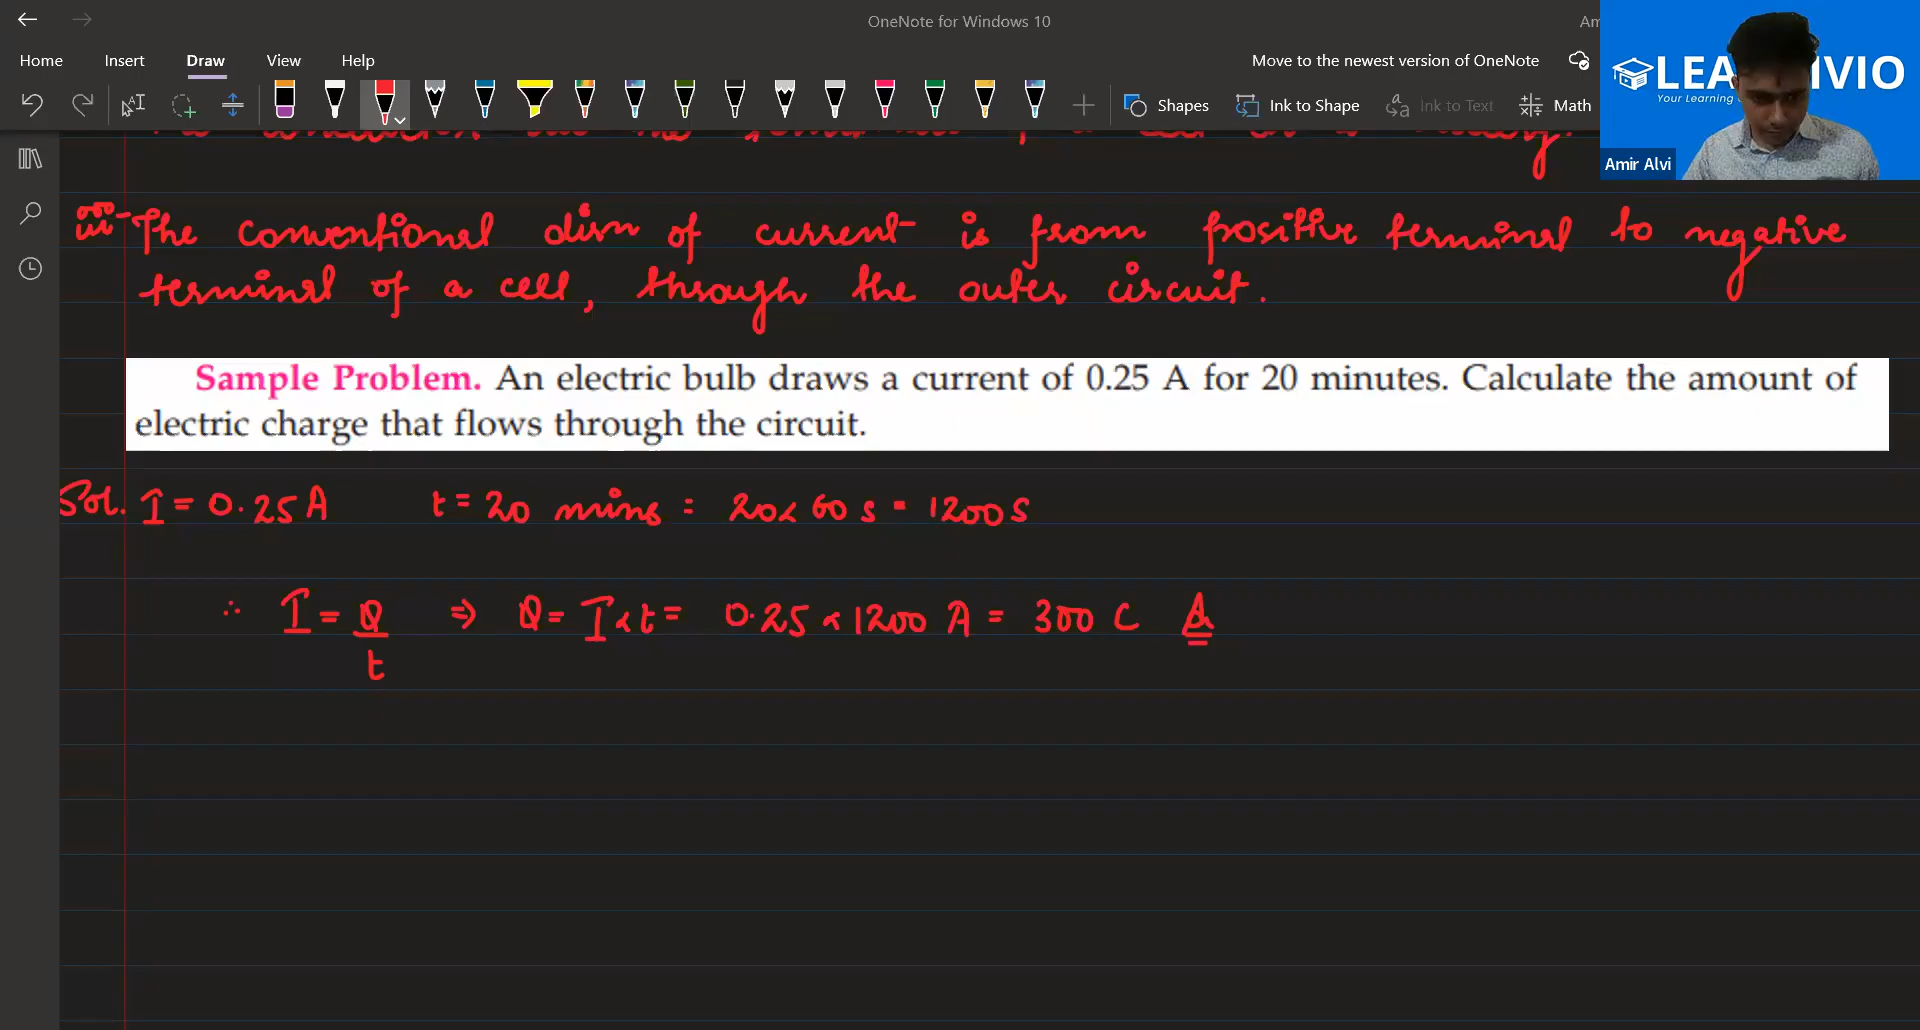 OneNote for Windows 10
Home Insert Draw View Help
Move to the newest version of OneNote
Shapes Ink to Shape Ink to Text Math
Your Learning
Amir Alvi
iii- The conventional dirn of current is from positive terminal to negative
terminal of a cell, through the outer circuit.
Sample Problem. An electric bulb draws a current of 0.25 A for 20 minutes. Calculate the amount of
electric charge that flows through the circuit.
Sol. I = 0.25 A t = 20 mins = 20 × 60 s = 1200 s
∴ I = Q/t ⇒ Q = I × t = 0.25 × 1200 A = 300 C A